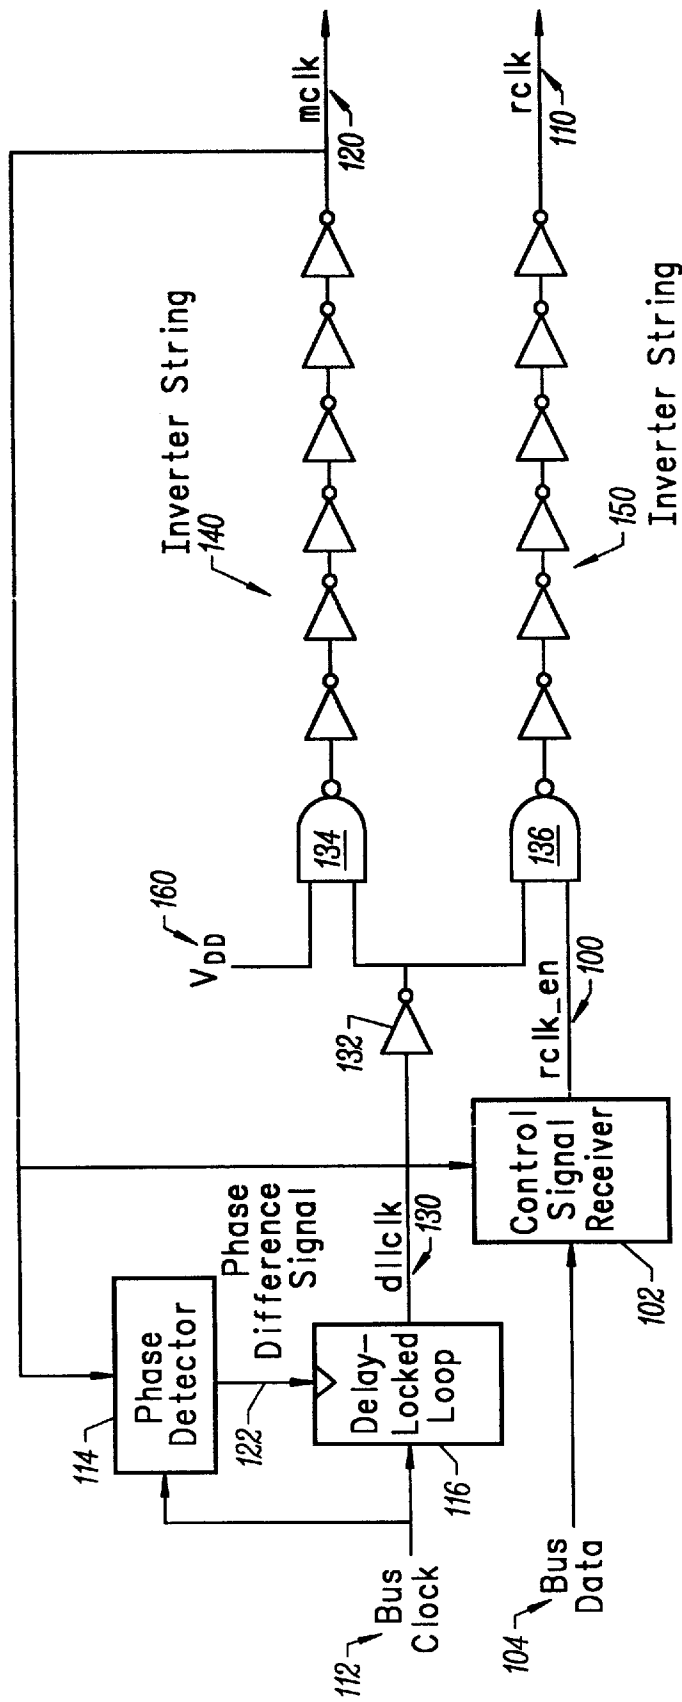 112
Bus
Clock
114
Phase
Detector
122
Phase
Difference
Signal
116
Delay-
Locked
Loop
dllclk
130
132
VDD
160
134
Inverter String
140
mclk
120
104
Bus
Data
102
Control
Signal
Receiver
rclk_en
100
136
150
Inverter String
rclk
110